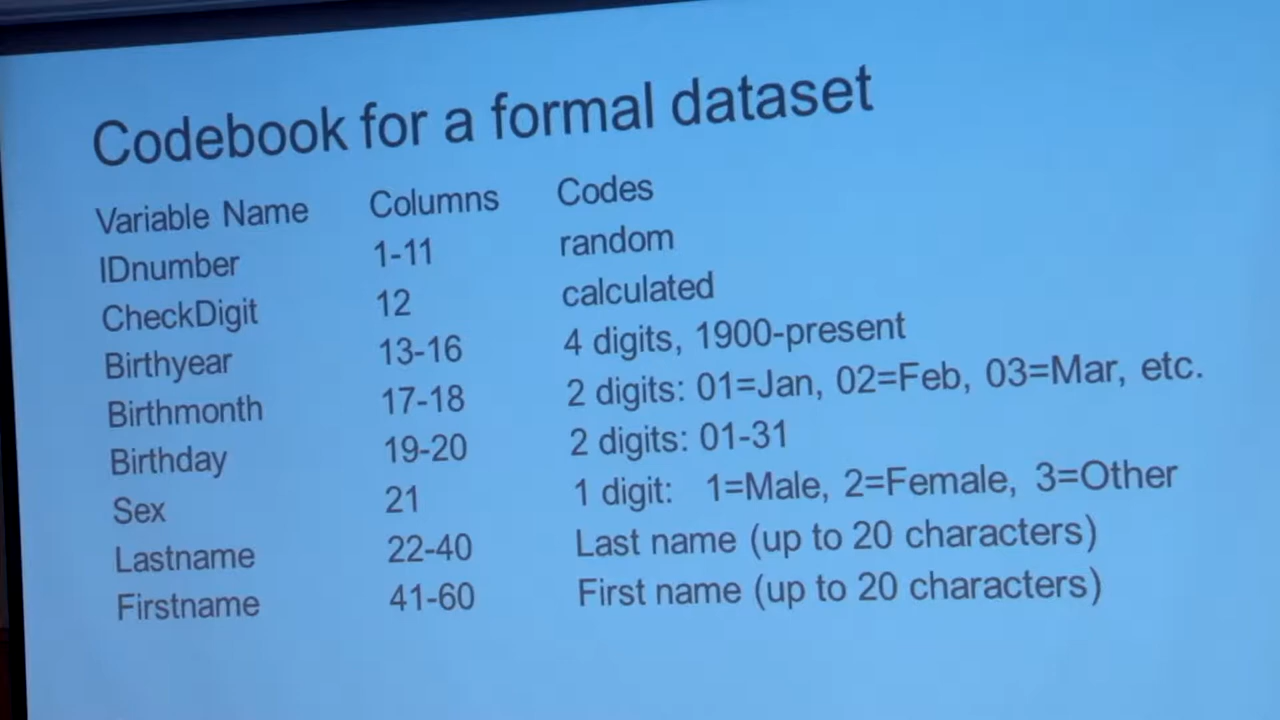 Codebook for a formal dataset
Variable Name Columns Codes
IDnumber 1-11 random
CheckDigit 12 calculated
Birthyear 13-16 4 digits, 1900-present
Birthmonth 17-18 2 digits: 01=Jan, 02=Feb, 03=Mar, etc.
Birthday 19-20 2 digits: 01-31
Sex 21 1 digit: 1=Male, 2=Female, 3=Other
Lastname 22-40 Last name (up to 20 characters)
Firstname 41-60 First name (up to 20 characters)